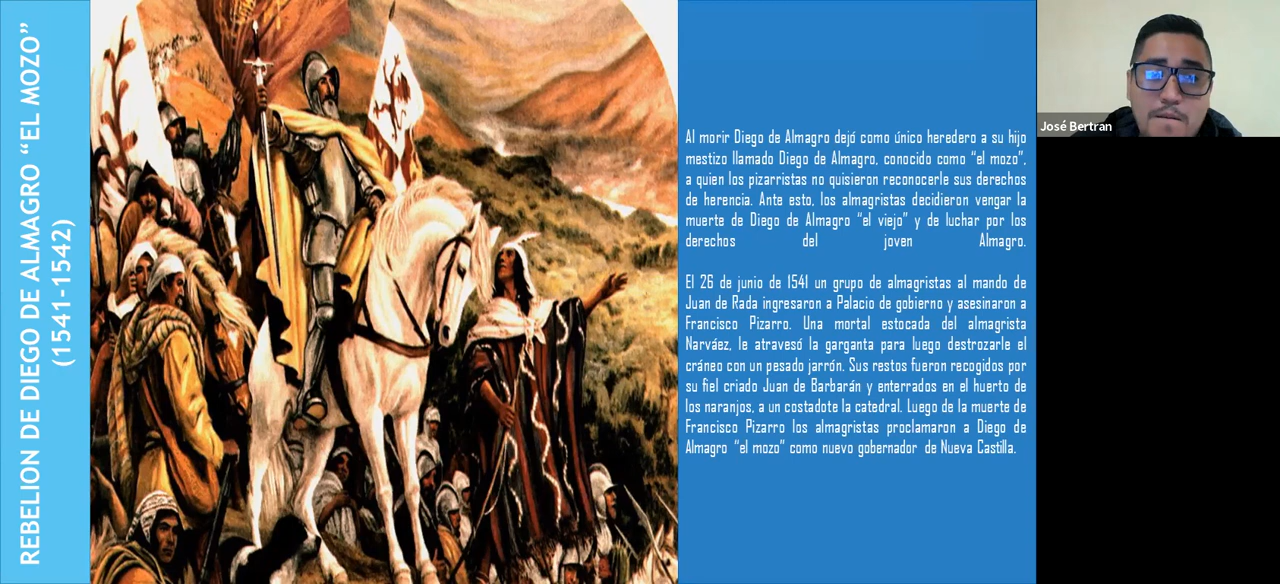 REBELION DE DIEGO DE ALMAGRO “EL MOZO”
(1541-1542)
Al morir Diego de Almagro dejó como único heredero a su hijo
mestizo llamado Diego de Almagro, conocido como “el mozo”,
a quien los pizarristas no quisieron reconocerle sus derechos
de herencia. Ante esto, los almagristas decidieron vengar la
muerte de Diego de Almagro “el viejo” y de luchar por los
derechos del joven Almagro.
El 26 de junio de 1541 un grupo de almagristas al mando de
Juan de Rada ingresaron a Palacio de gobierno y asesinaron a
Francisco Pizarro. Una mortal estocada del almagrista
Narváez, le atravesó la garganta para luego destrozarle el
cráneo con un pesado jarrón. Sus restos fueron recogidos por
su fiel criado Juan de Barbarán y enterrados en el huerto de
los naranjos, a un costadote la catedral. Luego de la muerte de
Francisco Pizarro los almagristas proclamaron a Diego de
Almagro “el mozo” como nuevo gobernador de Nueva Castilla.
José Bertran